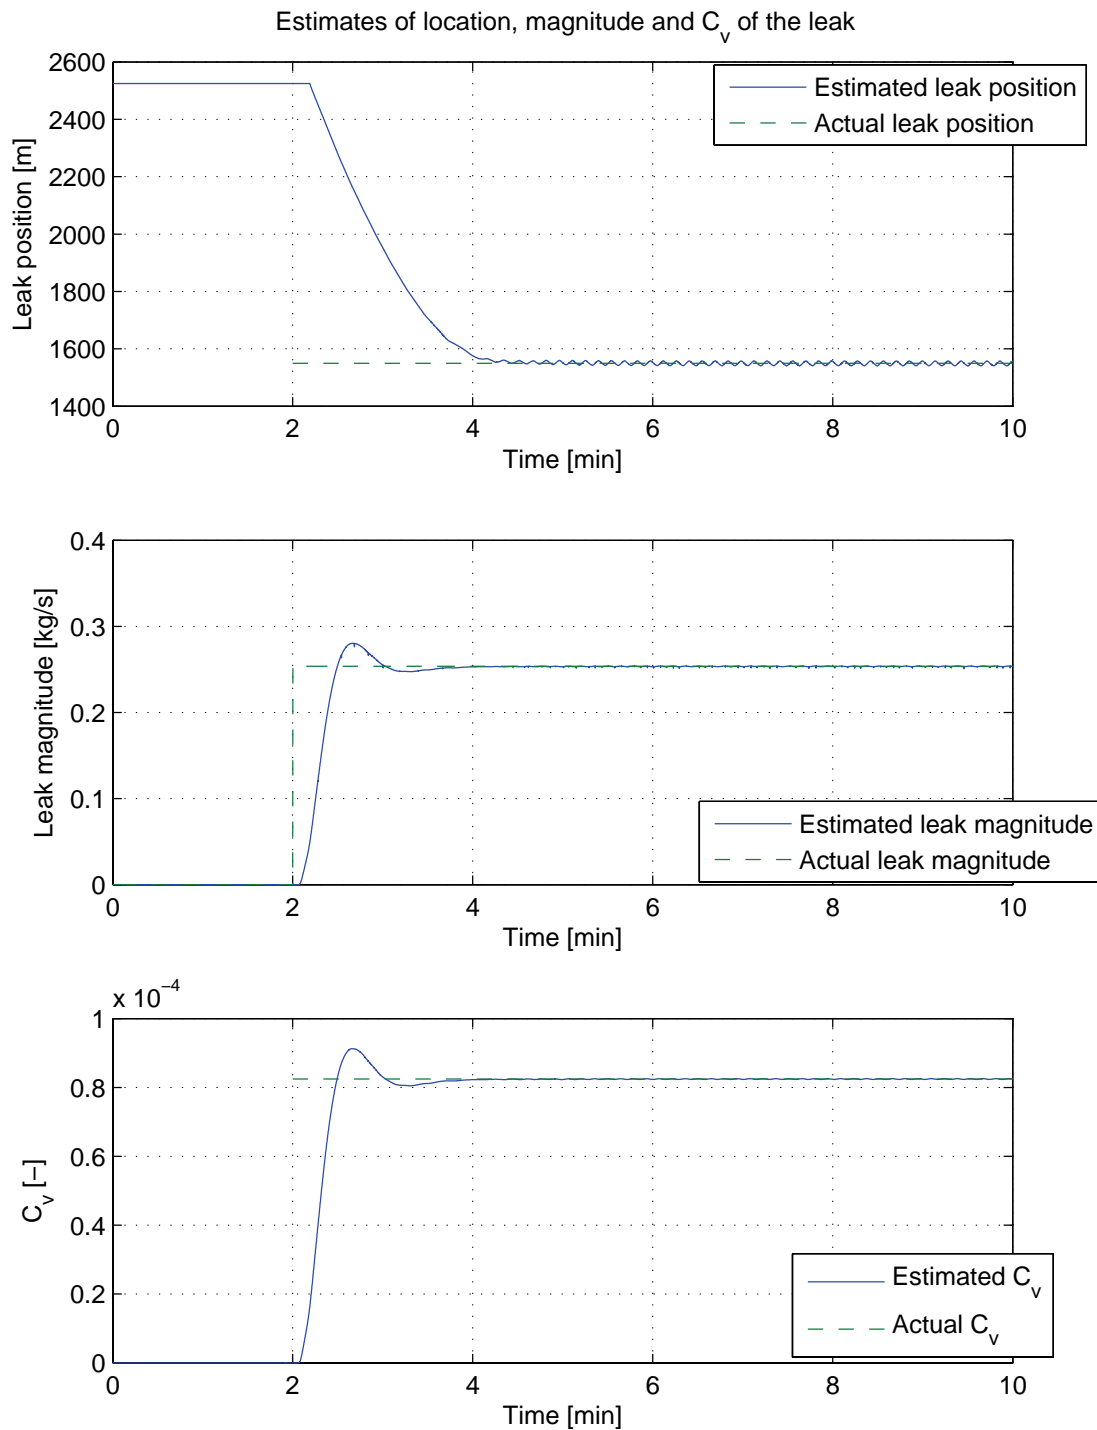 Estimates of location, magnitude and C_v of the leak
2600
2400
2200
2000
1800
1600
1400
Leak position [m]
Estimated leak position
Actual leak position
0 2 4 6 8 10
Time [min]
0.4
0.3
0.2
0.1
0
Leak magnitude [kg/s]
Estimated leak magnitude
Actual leak magnitude
0 2 4 6 8 10
Time [min]
x 10^−4
1
0.8
0.6
0.4
0.2
0
C_v [−]
Estimated C_v
Actual C_v
0 2 4 6 8 10
Time [min]